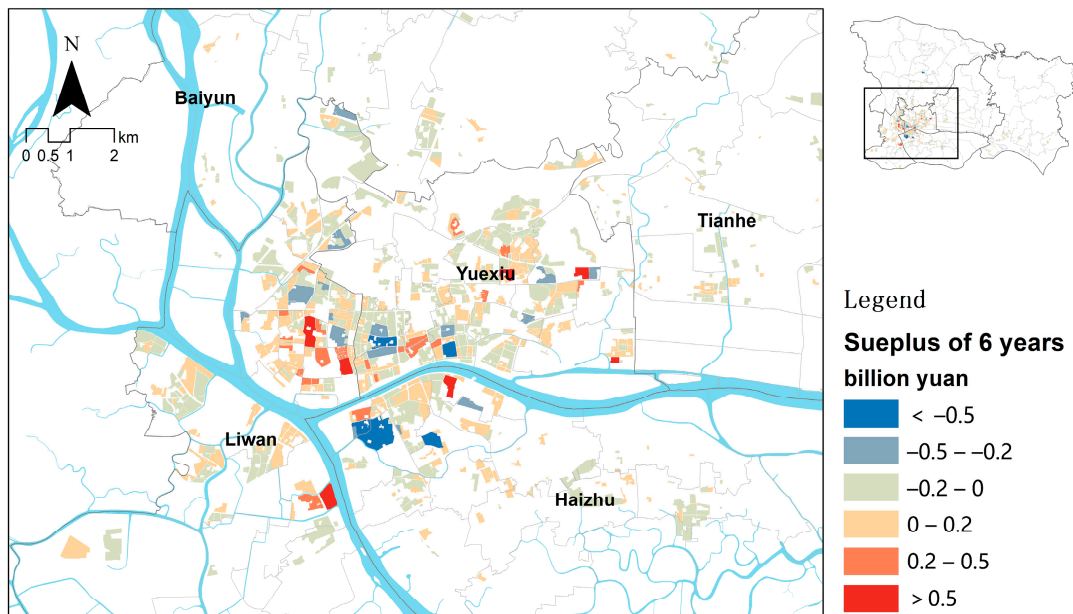 N
Baiyun
km
0 0.5 1 2
Tianhe
Yuexiu
Liwan
Haizhu
Legend
Sueplus of 6 years
billion yuan
< −0.5
−0.5 – −0.2
−0.2 – 0
0 – 0.2
0.2 – 0.5
> 0.5